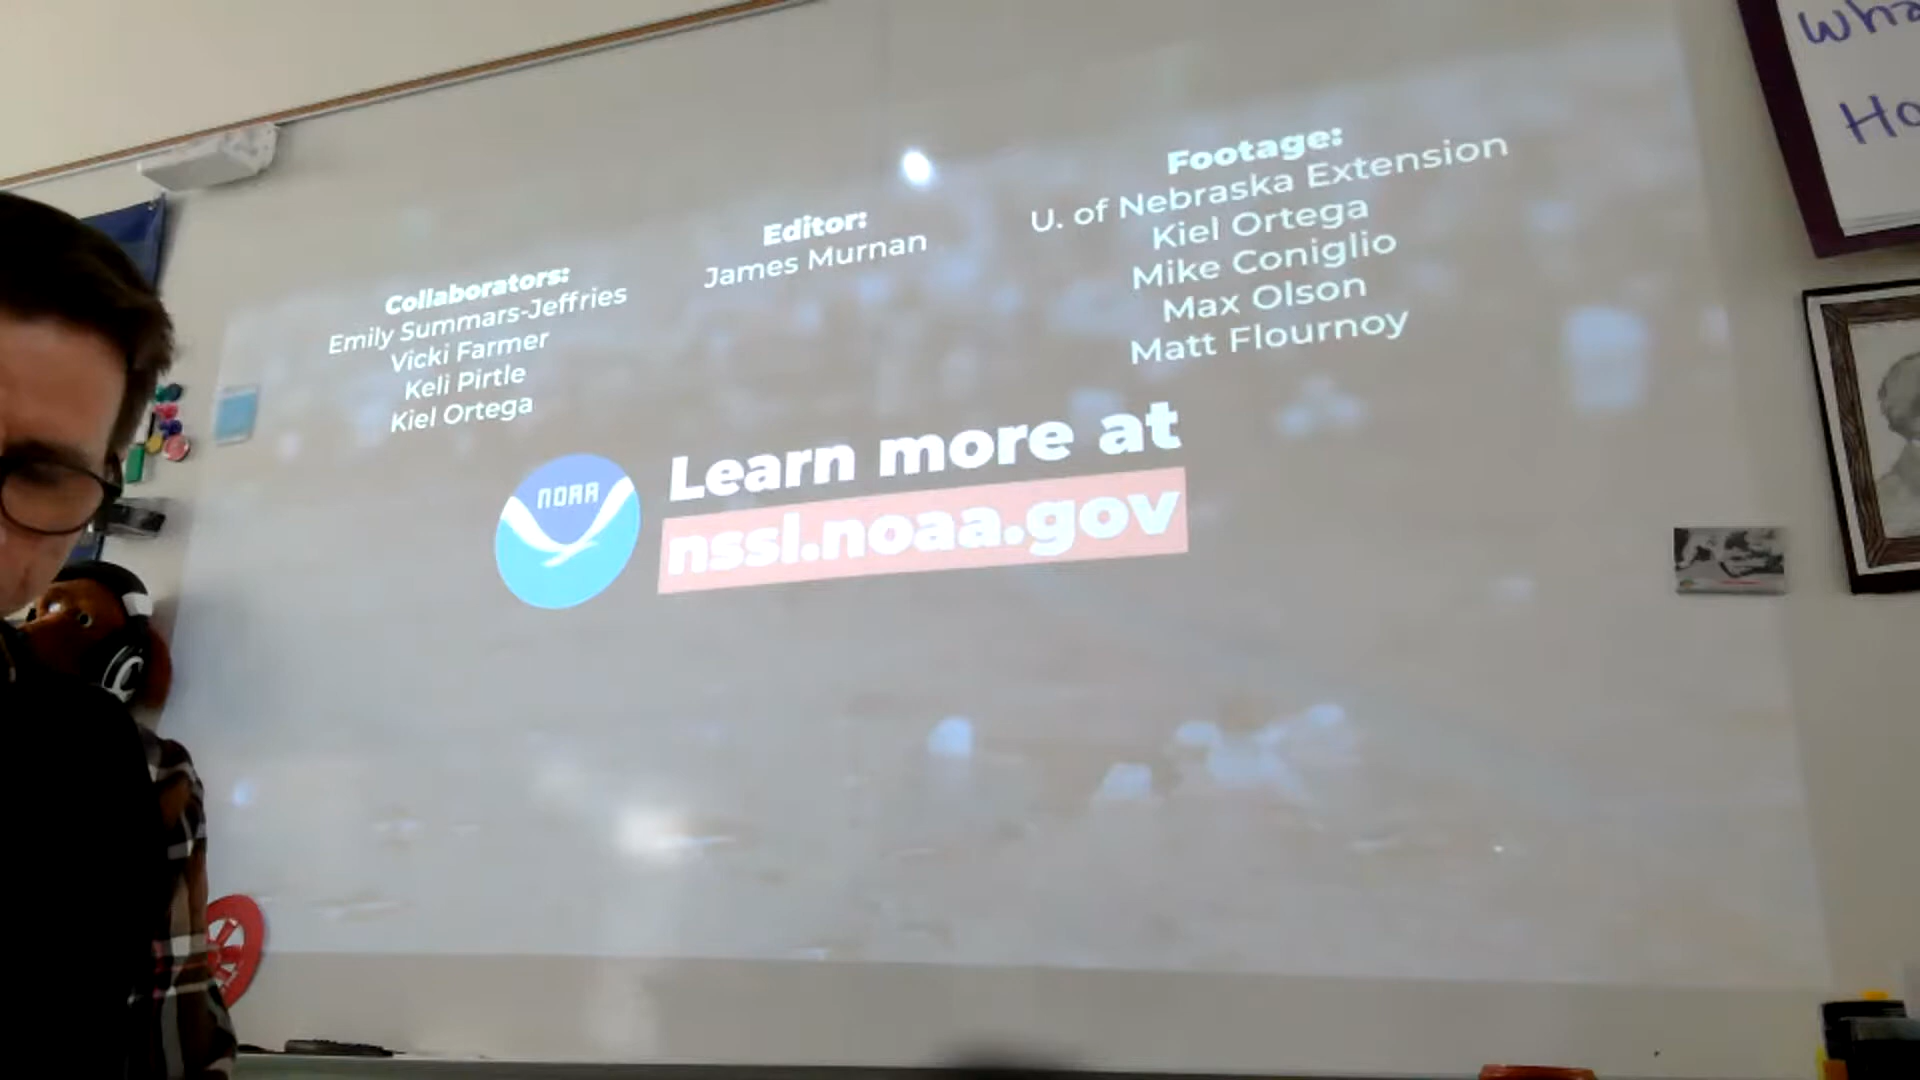 Collaborators:
Emily Summars-Jeffries
Vicki Farmer
Keli Pirtle
Kiel Ortega
Editor:
James Murnan
Footage:
U. of Nebraska Extension
Kiel Ortega
Mike Coniglio
Max Olson
Matt Flournoy
NOAA
Learn more at
nssl.noaa.gov